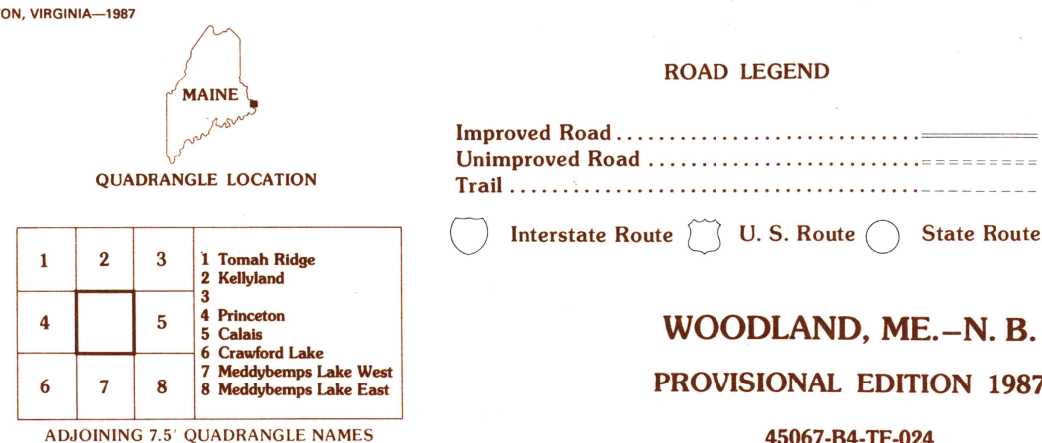 VIRGINIA—1987
MAINE
QUADRANGLE LOCATION
1 2 3
4 5
6 7 8
1 Tomah Ridge
2 Kellyland
3
4 Princeton
5 Calais
6 Crawford Lake
7 Meddybemps Lake West
8 Meddybemps Lake East
ADJOINING 7.5′ QUADRANGLE NAMES
ROAD LEGEND
Improved Road
Unimproved Road
Trail
Interstate Route U. S. Route State Route
WOODLAND, ME.–N. B.
PROVISIONAL EDITION 1987
45067-B4-TF-024